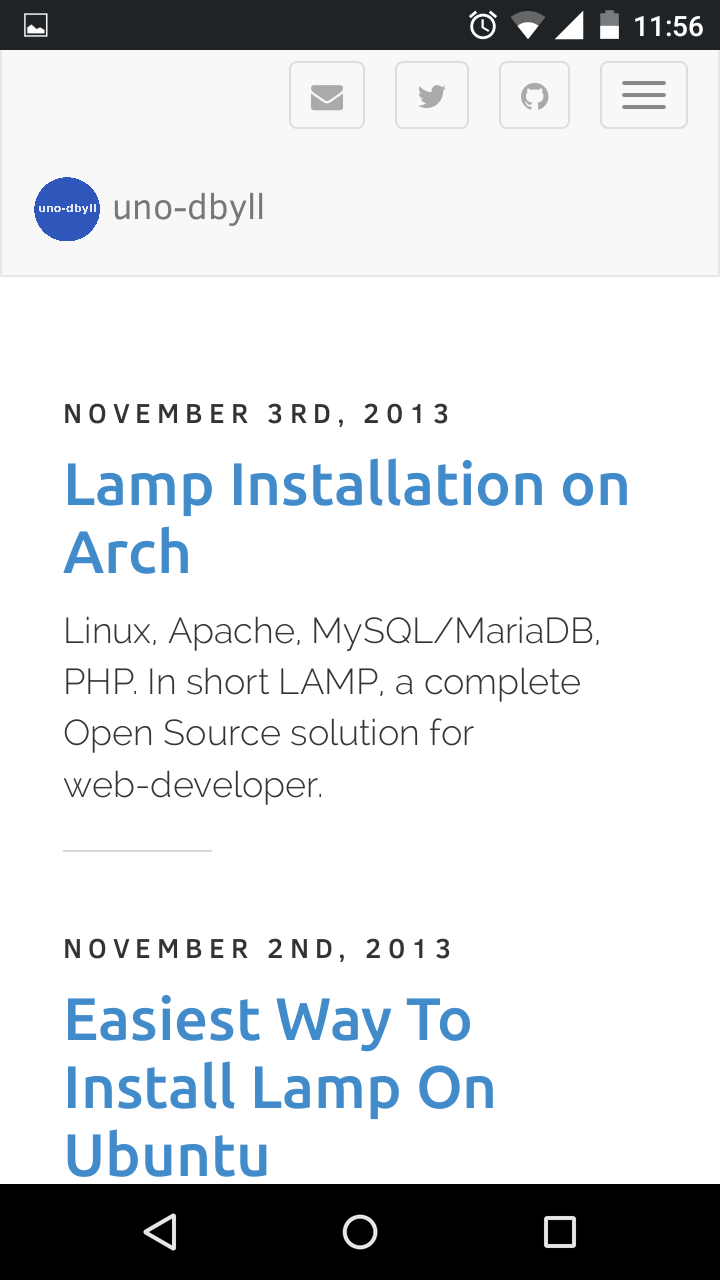 11:56
uno-dbyll uno-dbyll
NOVEMBER 3RD, 2013
Lamp Installation on
Arch
Linux, Apache, MySQL/MariaDB,
PHP. In short LAMP, a complete
Open Source solution for
web-developer.
NOVEMBER 2ND, 2013
Easiest Way To
Install Lamp On
Ubuntu